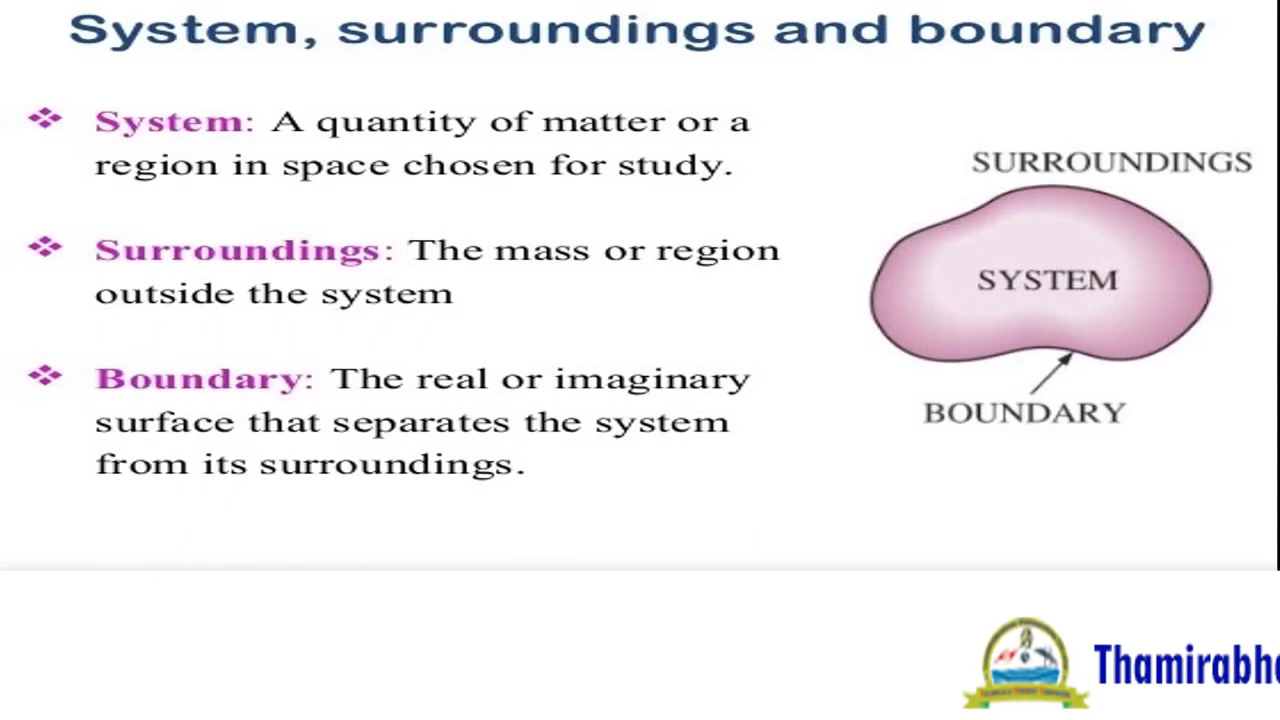 System, surroundings and boundary
System: A quantity of matter or a
region in space chosen for study.
Surroundings: The mass or region
outside the system
Boundary: The real or imaginary
surface that separates the system
from its surroundings.
SURROUNDINGS
SYSTEM
BOUNDARY